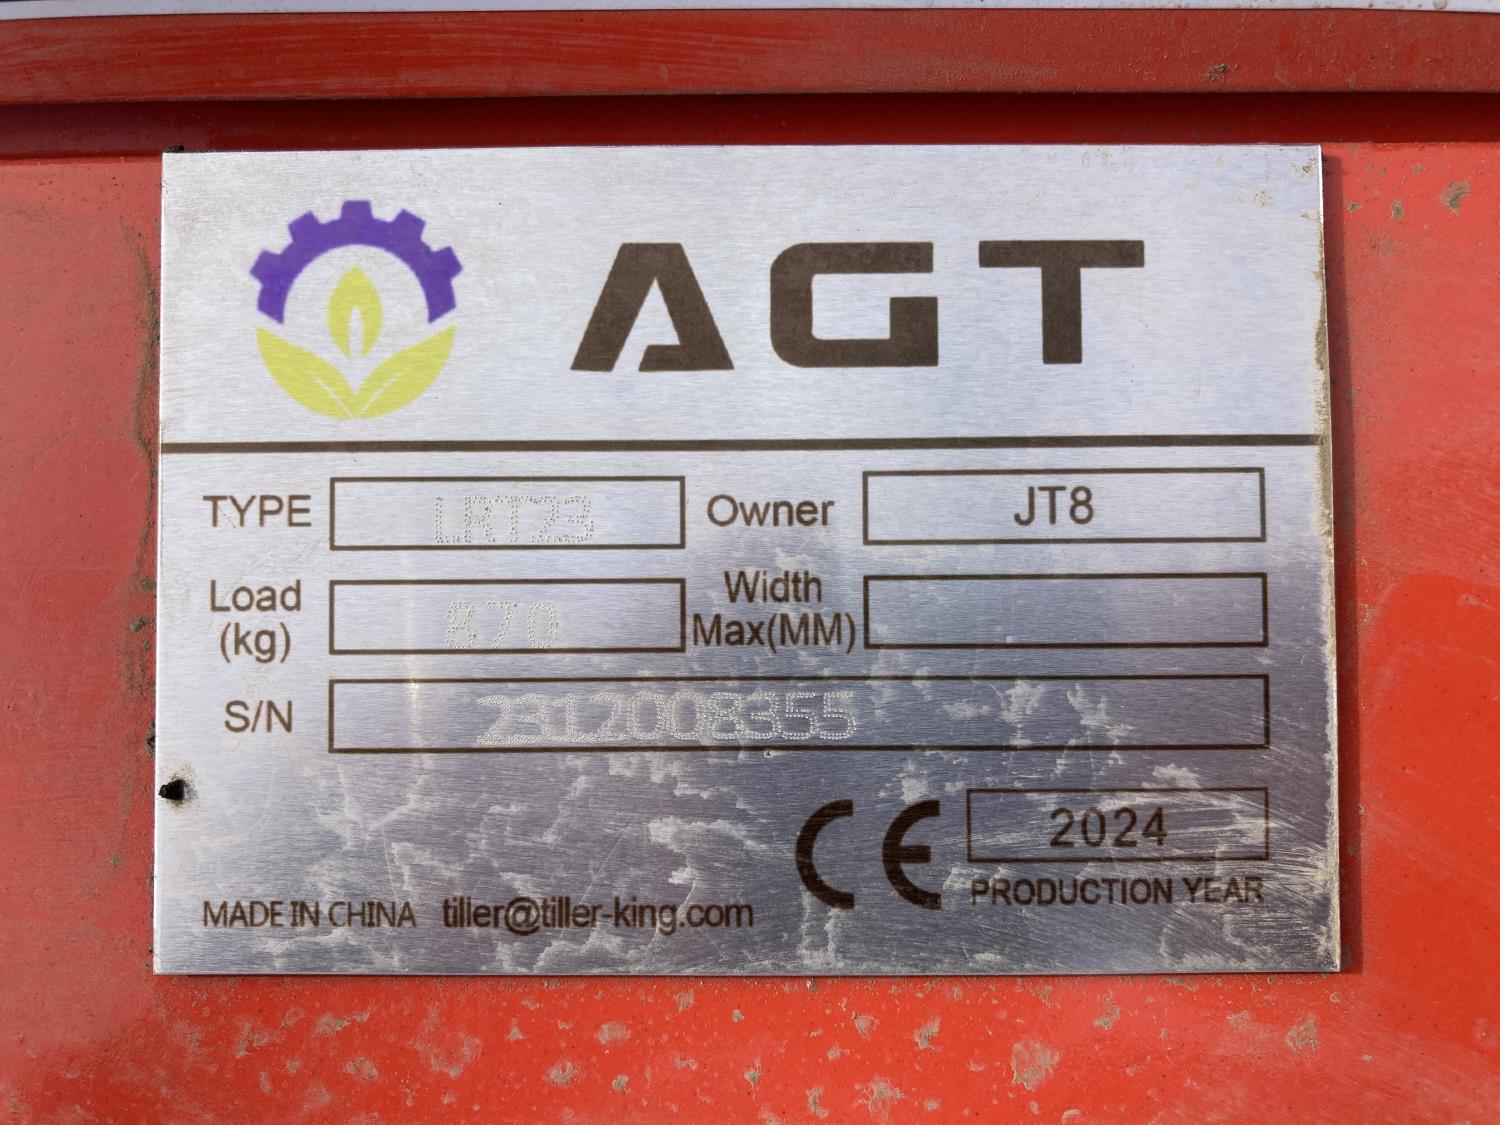 AGT
TYPE LRT23 Owner JT8
Load (kg) 870 Width Max(MM)
S/N 2312008355
CE 2024
PRODUCTION YEAR
MADE IN CHINA tiller@tiller-king.com